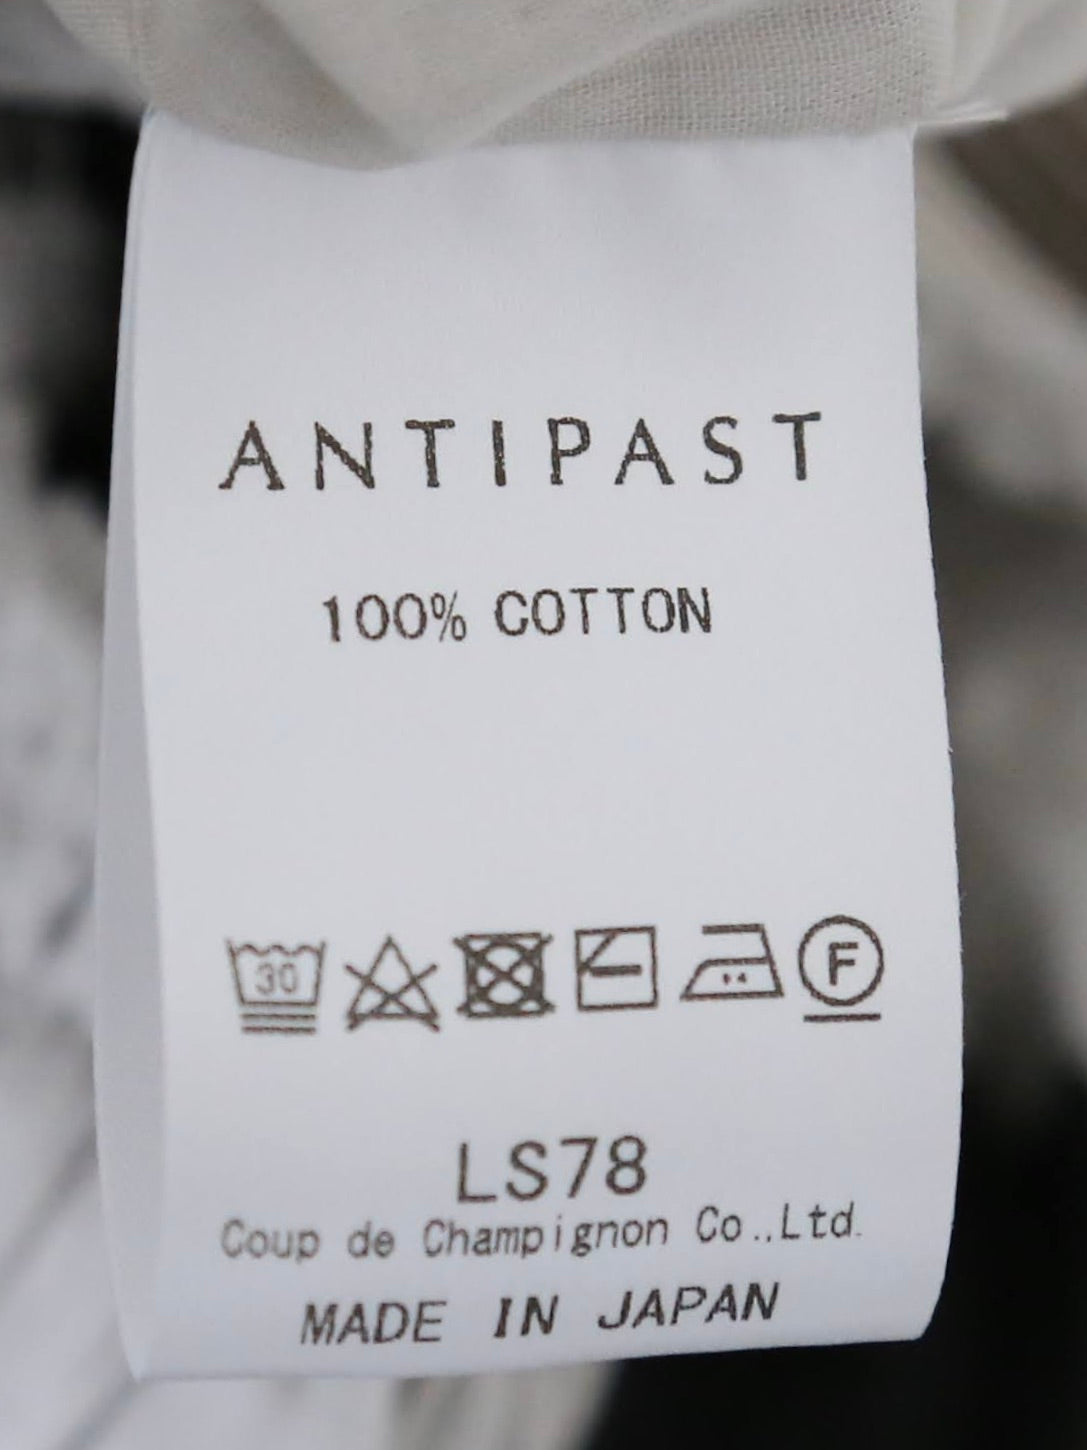 ANTIPAST
100% COTTON
30
F
LS78
Coup de Champignon Co.,Ltd.
MADE IN JAPAN